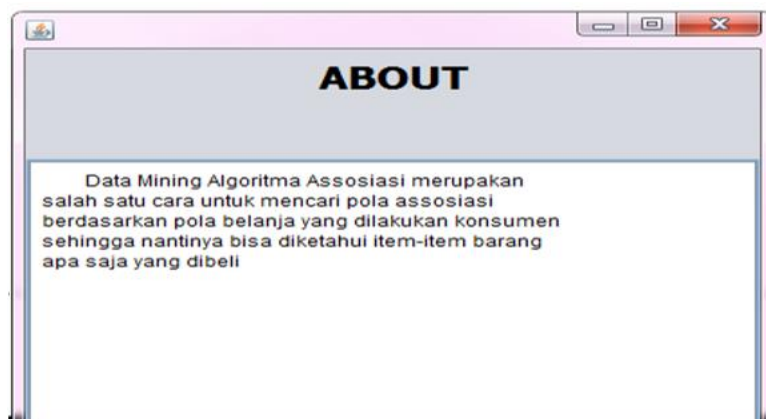 ABOUT
Data Mining Algoritma Assosiasi merupakan
salah satu cara untuk mencari pola assosiasi
berdasarkan pola belanja yang dilakukan konsumen
sehingga nantinya bisa diketahui item-item barang
apa saja yang dibeli